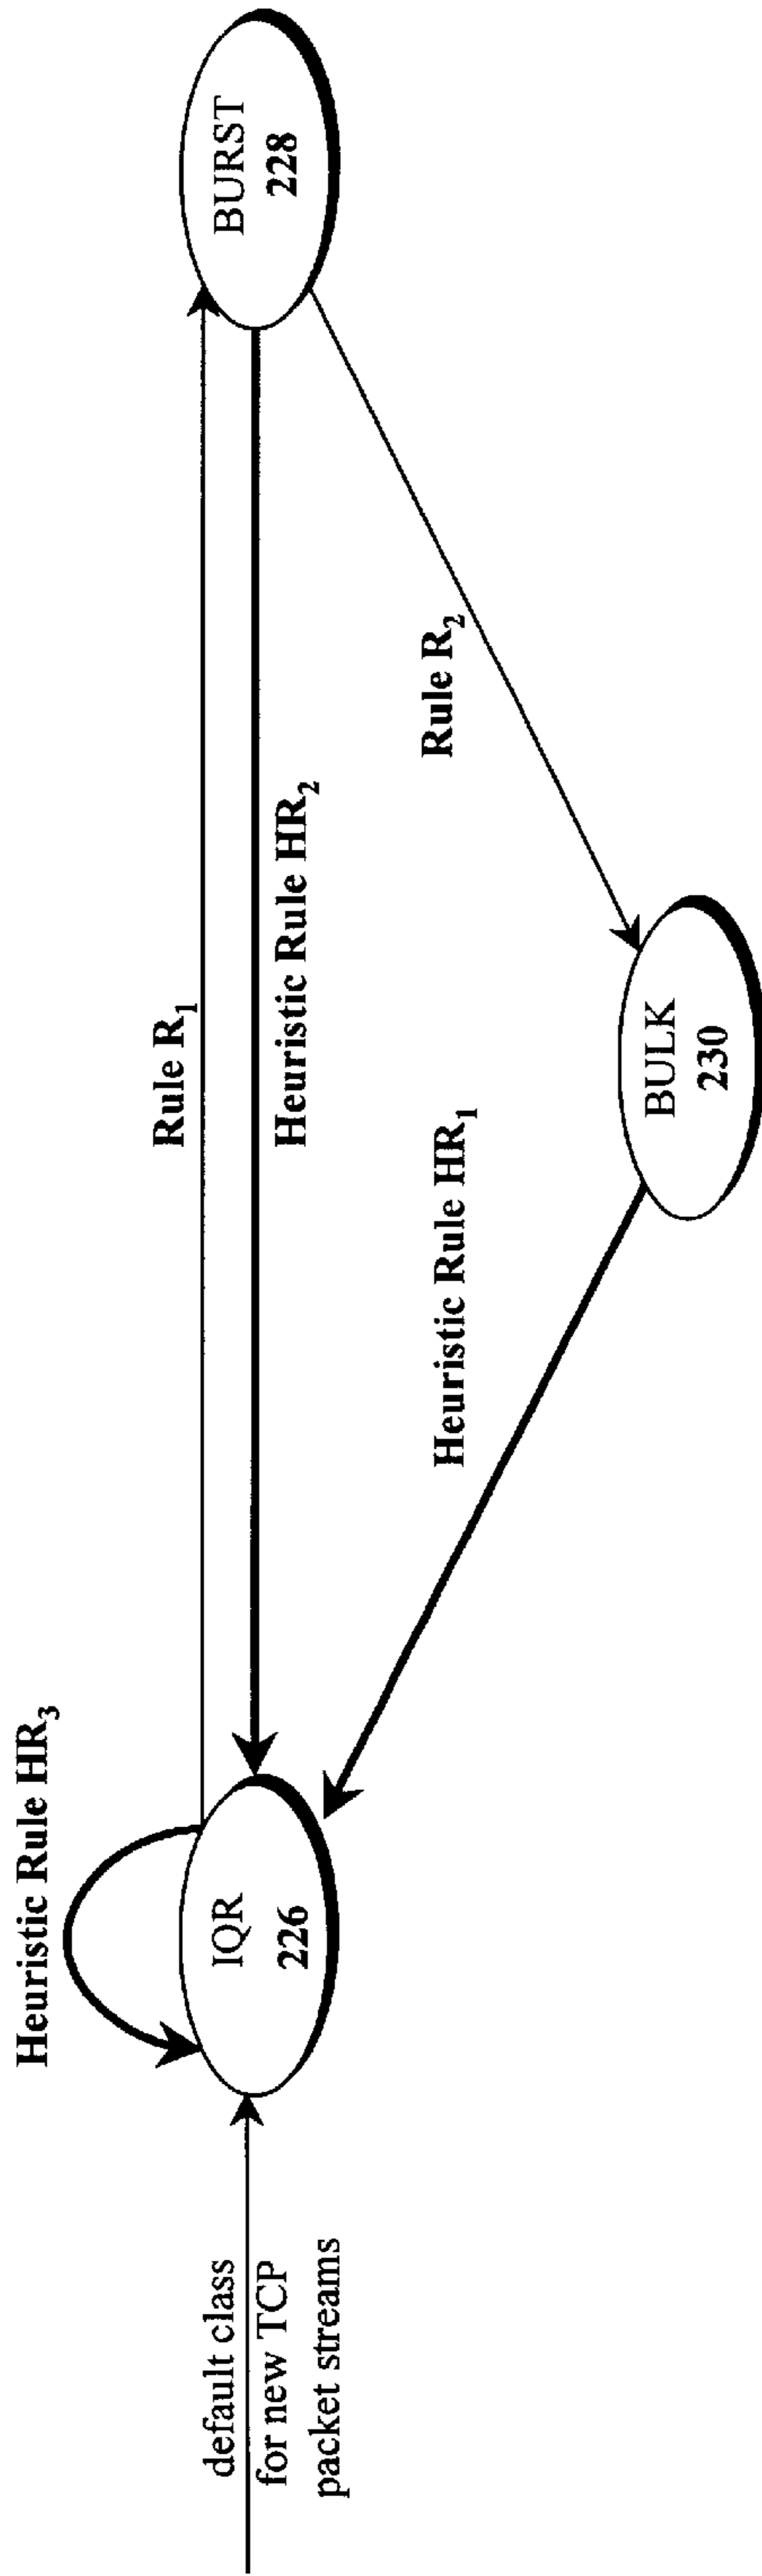 Heuristic Rule HR3
default class
for new TCP
packet streams
IQR
226
Rule R1
Heuristic Rule HR2
BURST
228
Heuristic Rule HR1
Rule R2
BULK
230